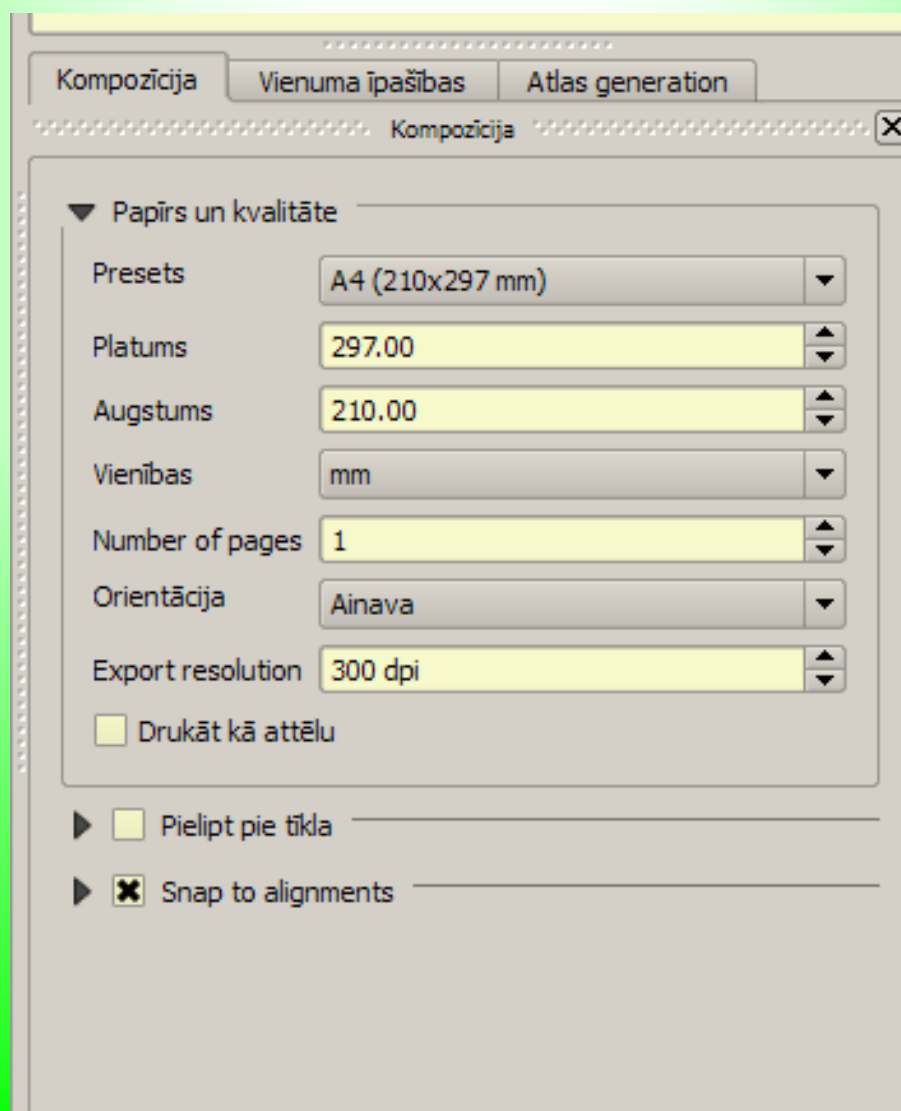 Kompozīcija Vienuma īpašības Atlas generation
Kompozīcija
Papīrs un kvalitāte
Presets A4 (210x297 mm)
Platums 297.00
Augstums 210.00
Vienības mm
Number of pages 1
Orientācija Ainava
Export resolution 300 dpi
Drukāt kā attēlu
Pielipt pie tīkla
Snap to alignments